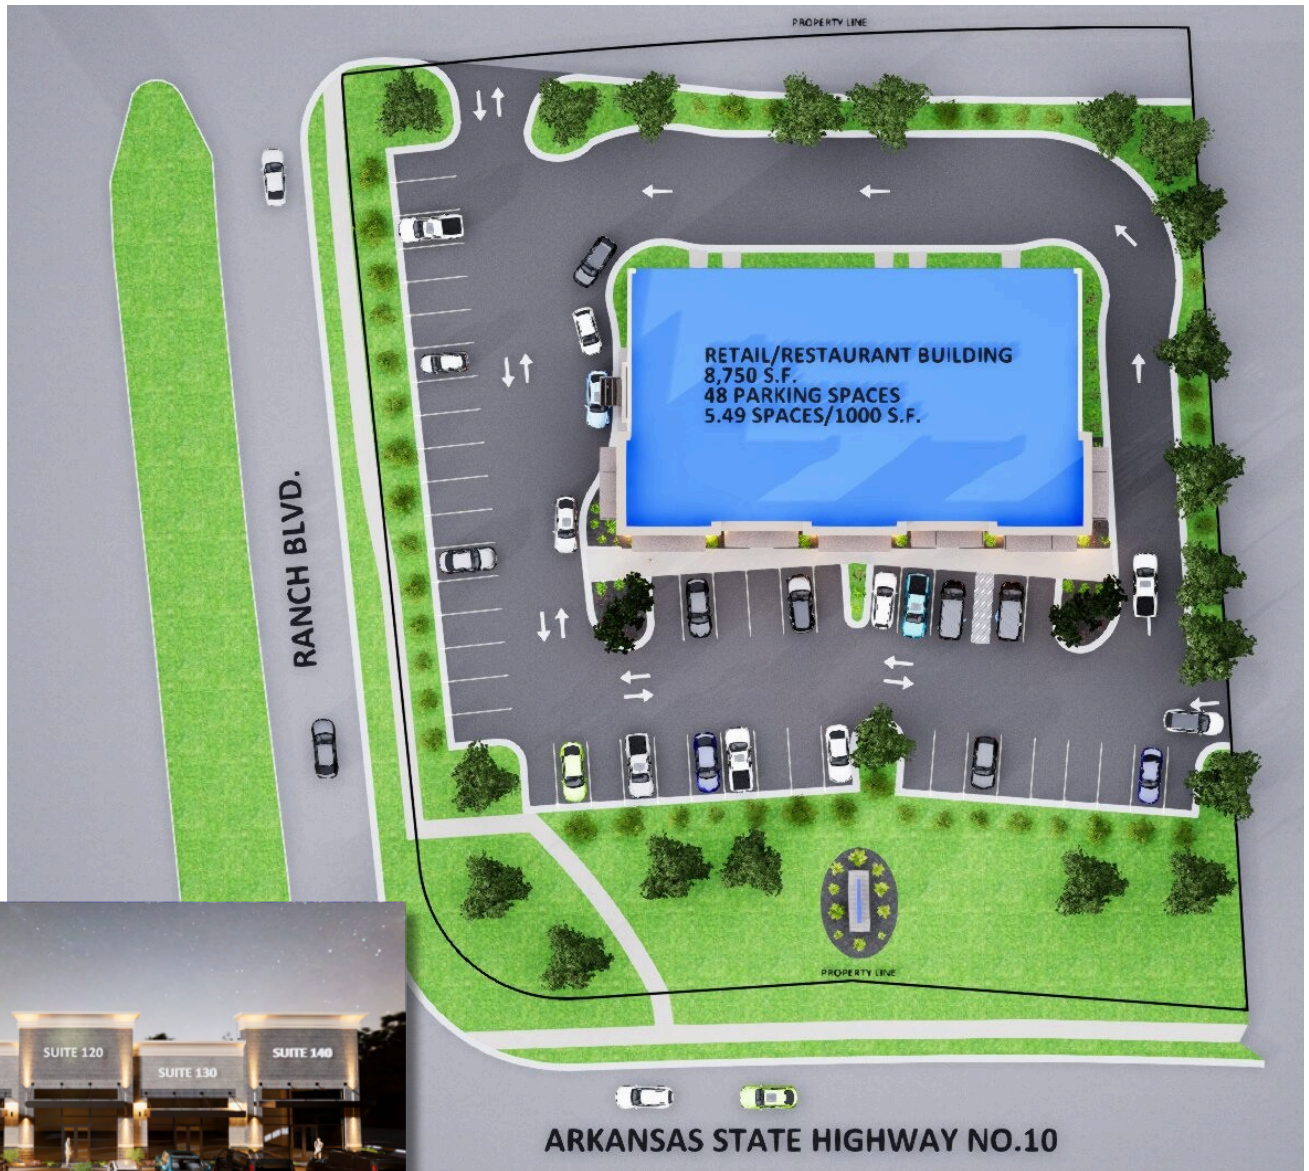 PROPERTY LINE
RETAIL/RESTAURANT BUILDING
8,750 S.F.
48 PARKING SPACES
5.49 SPACES/1000 S.F.
RANCH BLVD.
PROPERTY LINE
SUITE 120
SUITE 130
SUITE 140
ARKANSAS STATE HIGHWAY NO.10